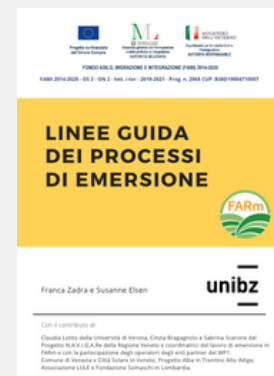 Progetto co-finanziato
dall'Unione Europea
MINISTERO
DELL'INTERNO
FONDO ASILO, MIGRAZIONE E INTEGRAZIONE (FAMI) 2014-2020
LINEE GUIDA
DEI PROCESSI
DI EMERSIONE
FARm
Franca Zadra e Susanne Elsen
unibz
Con il contributo di:
Claudia Lotto della Università di Verona, Cinzia Bragagnolo e Sabrina Scarone del
Progetto N.A.V.I.G.A.Re della Regione Veneto e coordinatrici del lavoro di emersione in
FARm e con la partecipazione degli operatori degli enti partner del WP1:
Comune di Venezia e Città Solare in Veneto; Progetto Alba in Trentino Alto Adige;
Associazione LULE e Fondazione Somaschi in Lombardia.